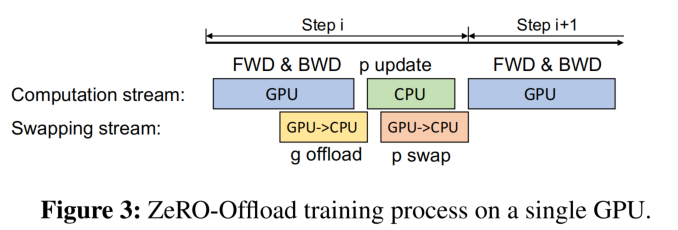 Step i Step i+1
FWD & BWD p update FWD & BWD
Computation stream: GPU CPU GPU
Swapping stream: GPU->CPU GPU->CPU
g offload p swap
Figure 3: ZeRO-Offload training process on a single GPU.